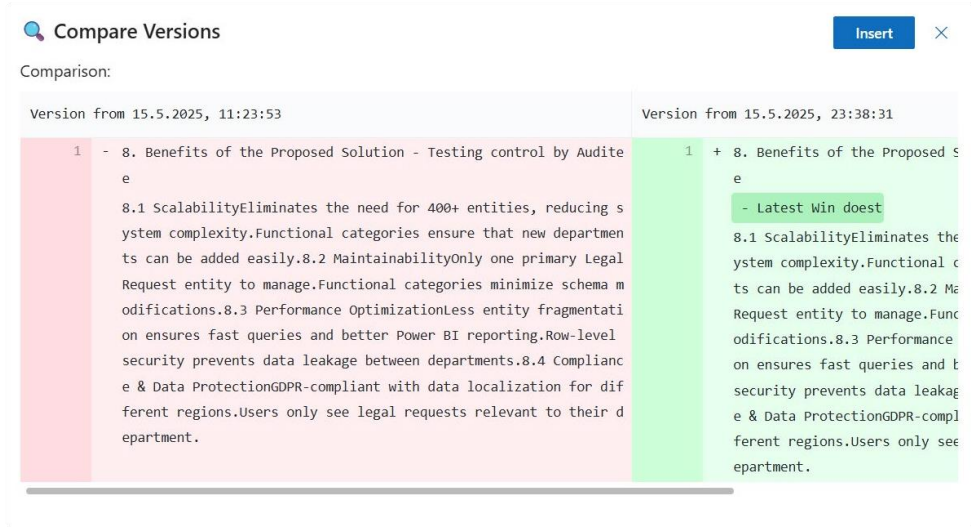 Compare Versions
Insert
Comparison:
Version from 15.5.2025, 11:23:53
Version from 15.5.2025, 23:38:31
1 - 8. Benefits of the Proposed Solution - Testing control by Audite
e
8.1 ScalabilityEliminates the need for 400+ entities, reducing s
ystem complexity.Functional categories ensure that new departmen
ts can be added easily.8.2 MaintainabilityOnly one primary Legal
Request entity to manage.Functional categories minimize schema m
odifications.8.3 Performance OptimizationLess entity fragmentati
on ensures fast queries and better Power BI reporting.Row-level
security prevents data leakage between departments.8.4 Complianc
e & Data ProtectionGDPR-compliant with data localization for dif
ferent regions.Users only see legal requests relevant to their d
epartment.
1 + 8. Benefits of the Proposed S
e
- Latest Win doest
8.1 ScalabilityEliminates the
ystem complexity.Functional c
ts can be added easily.8.2 Ma
Request entity to manage.Func
odifications.8.3 Performance
on ensures fast queries and b
security prevents data leakag
e & Data ProtectionGDPR-compl
ferent regions.Users only see
epartment.